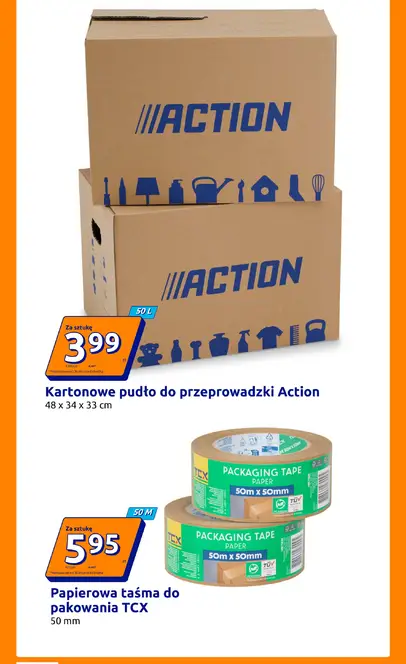 ACTION
ACTION
50 L
Za sztukę
3.99
Kartonowe pudło do przeprowadzki Action
48 x 34 x 33 cm
PACKAGING TAPE
PAPER
50m x 50mm
TCX
PACKAGING TAPE
PAPER
50m x 50mm
TCX
50 M
Za sztukę
5.95
Papierowa taśma do
pakowania TCX
50 mm